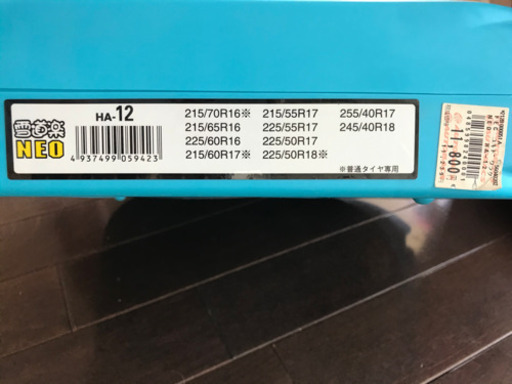 雪道楽
NEO
HA-12
4 937499 059423
215/70R16※
215/65R16
225/60R16
215/60R17※
215/55R17
225/55R17
225/50R17
225/50R18※
255/40R17
245/40R18
※普通タイヤ専用
11,800